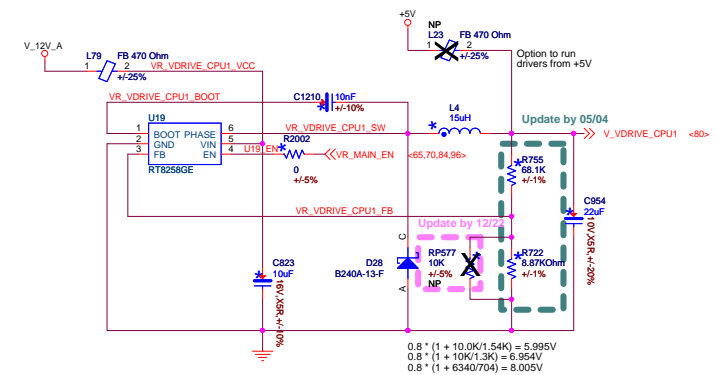 +5V
V_12V_A
NP
L23
FB 470 Ohm
1
2
+/-25%
L79
FB 470 Ohm
1
2
VR_VDRIVE_CPU1_VCC
+/-25%
Option to run
drivers from +5V
VR_VDRIVE_CPU1_BOOT
C1210
10nF
+/-10%
L4
15uH
Update by 05/04
U19
1 BOOT PHASE 6
2 GND VIN 5
3 FB EN 4
RT8258GE
VR_VDRIVE_CPU1_SW
V_VDRIVE_CPU1 <80>
U19_EN
R2002
0
+/-5%
VR_MAIN_EN <65,70,84,96>
R755
68.1K
+/-1%
VR_VDRIVE_CPU1_FB
C954
22uF
10V,X5R,+/-20%
Update by 12/22
C823
10uF
16V,X5R,+/-10%
C
D28
B240A-13-F
A
RP577
10K
+/-5%
NP
R722
8.87KOhm
+/-1%
0.8 * (1 + 10.0K/1.54K) = 5.995V
0.8 * (1 + 10K/1.3K) = 6.954V
0.8 * (1 + 6340/704) = 8.005V